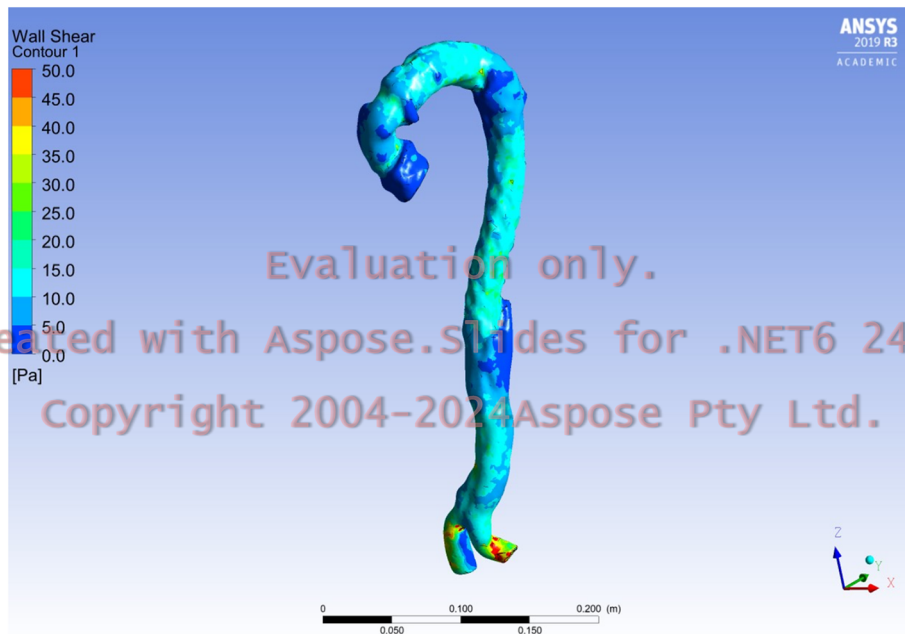 Wall Shear
Contour 1
50.0
45.0
40.0
35.0
30.0
25.0
20.0
15.0
10.0
5.0
0.0
[Pa]
ANSYS
2019 R3
ACADEMIC
Evaluation only.
eated with Aspose.Slides for .NET6 24
Copyright 2004-2024Aspose Pty Ltd.
Z
Y
X
0 0.100 0.200 (m)
0.050 0.150